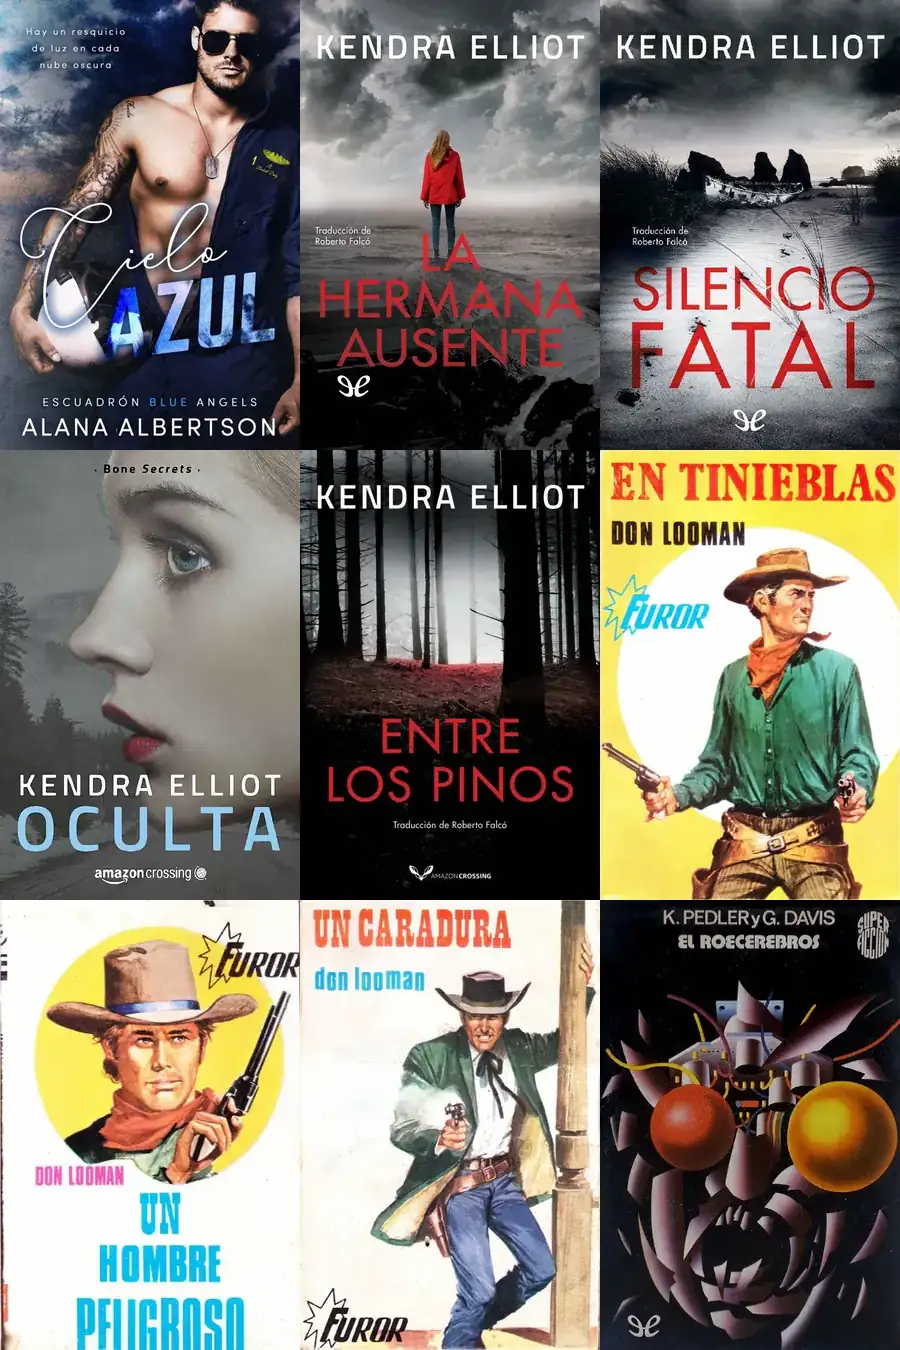 Hay un resquicio
de luz en cada
nube oscura
Cielo
AZUL
ESCUADRÓN BLUE ANGELS
ALANA ALBERTSON
KENDRA ELLIOT
Traducción de
Roberto Falcó
LA
HERMANA
AUSENTE
KENDRA ELLIOT
Traducción de
Roberto Falcó
SILENCIO
FATAL
· Bone Secrets ·
KENDRA ELLIOT
OCULTA
amazoncrossing
KENDRA ELLIOT
ENTRE
LOS PINOS
Traducción de Roberto Falcó
AMAZONCROSSING
EN TINIEBLAS
DON LOOMAN
FUROR
FUROR
DON LOOMAN
UN
HOMBRE
PELIGROSO
UN CARADURA
don looman
FUROR
K. PEDLER y G. DAVIS
EL ROECEREBROS
SUPER
ACCION